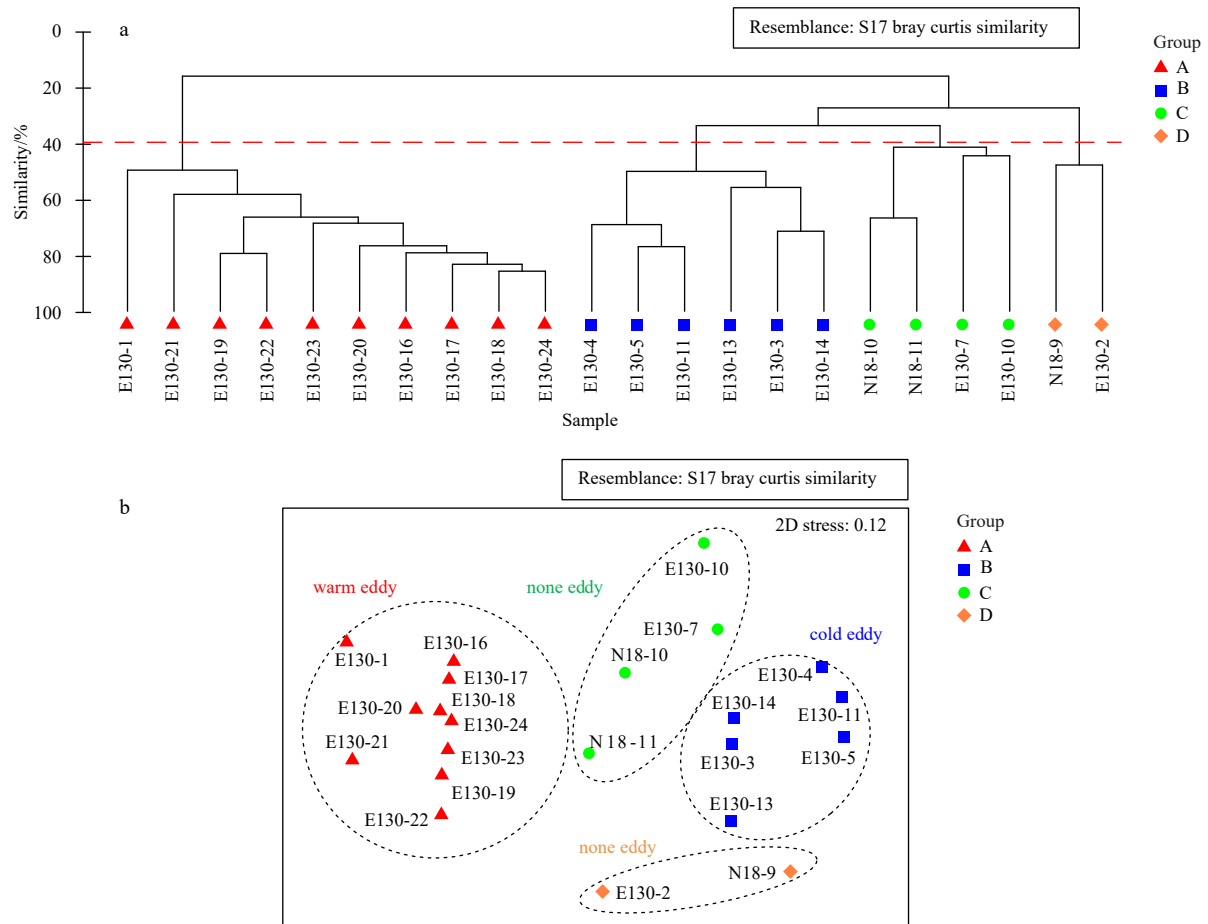 a
Resemblance: S17 bray curtis similarity
Group
A
B
C
D
Similarity/%
0
20
40
60
80
100
E130-1
E130-21
E130-19
E130-22
E130-23
E130-20
E130-16
E130-17
E130-18
E130-24
E130-4
E130-5
E130-11
E130-13
E130-3
E130-14
N18-10
N18-11
E130-7
E130-10
N18-9
E130-2
Sample
b
Resemblance: S17 bray curtis similarity
2D stress: 0.12
Group
A
B
C
D
warm eddy
E130-1
E130-16
E130-17
E130-18
E130-20
E130-24
E130-21
E130-23
E130-19
E130-22
none eddy
E130-10
E130-7
N18-10
N18-11
cold eddy
E130-4
E130-14
E130-11
E130-3
E130-5
E130-13
none eddy
N18-9
E130-2